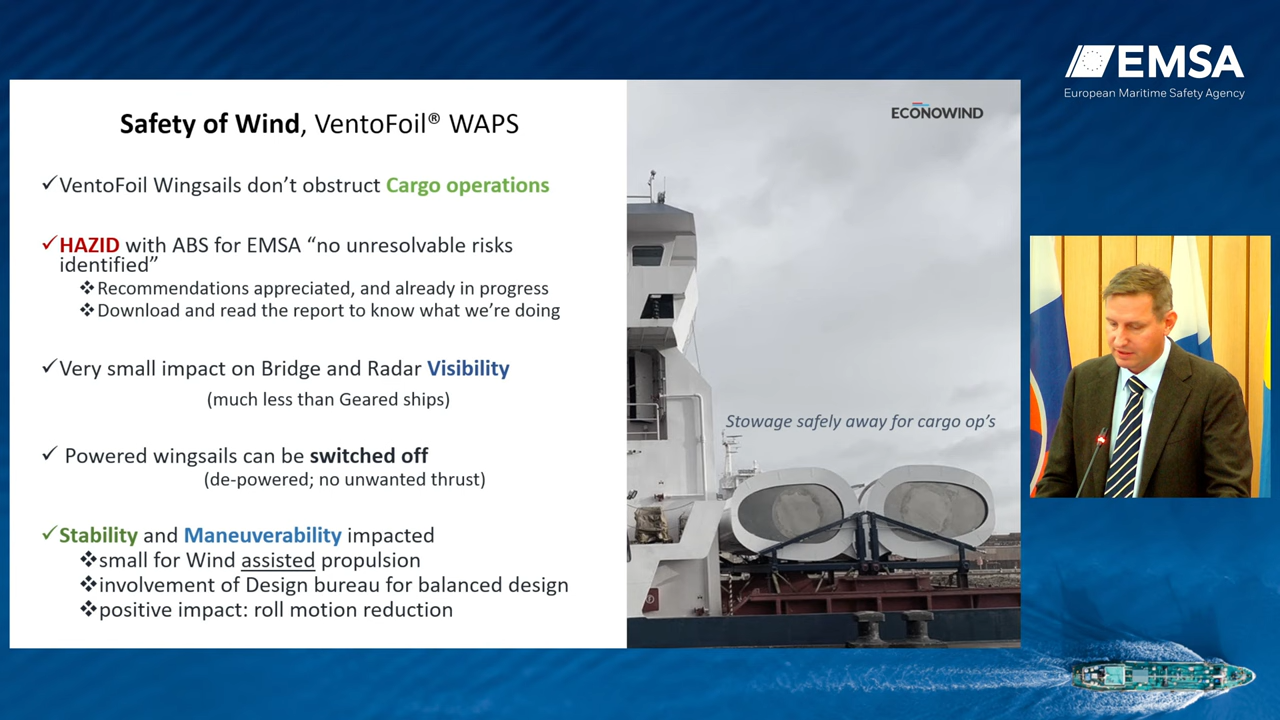 EMSA
European Maritime Safety Agency
Safety of Wind, VentoFoil® WAPS
ECONOWIND
✓VentoFoil Wingsails don’t obstruct Cargo operations
✓HAZID with ABS for EMSA “no unresolvable risks
identified”
❖Recommendations appreciated, and already in progress
❖Download and read the report to know what we’re doing
✓Very small impact on Bridge and Radar Visibility
(much less than Geared ships)
Stowage safely away for cargo op’s
✓ Powered wingsails can be switched off
(de-powered; no unwanted thrust)
✓Stability and Maneuverability impacted
❖small for Wind assisted propulsion
❖involvement of Design bureau for balanced design
❖positive impact: roll motion reduction